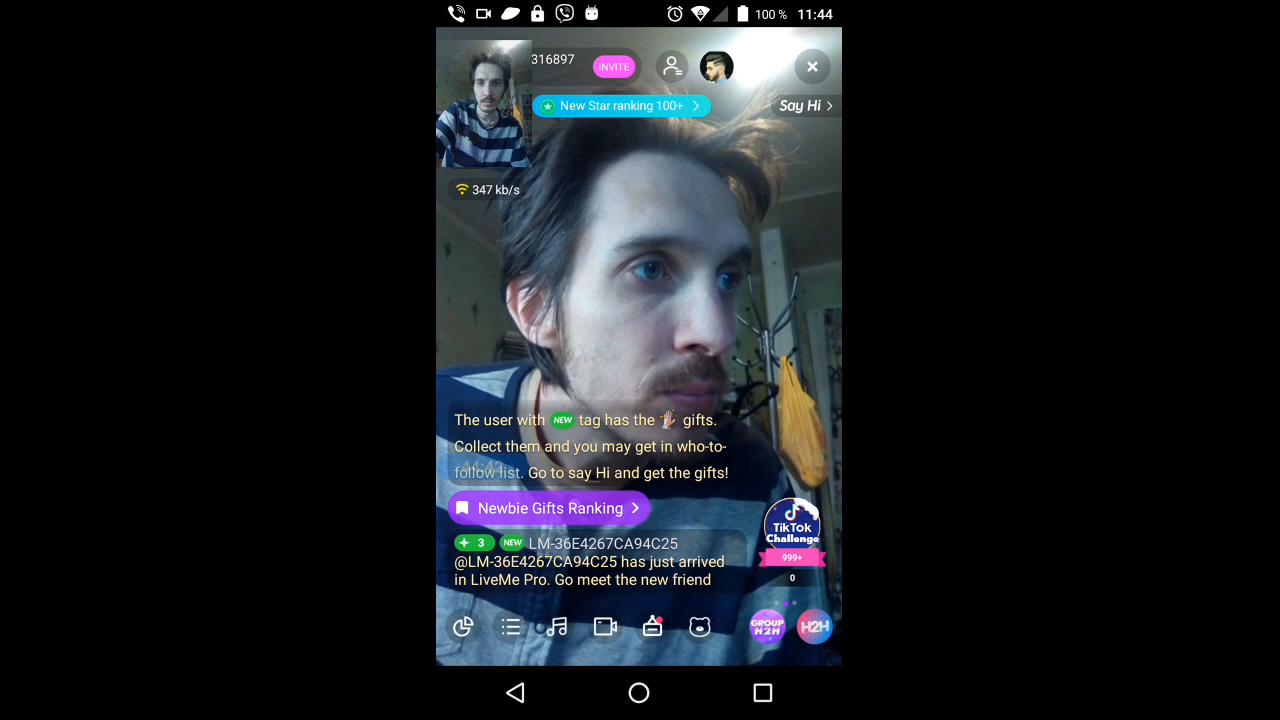 100 % 11:44
316897
INVITE
New Star ranking 100+
Say Hi
347 kb/s
The user with NEW tag has the gifts.
Collect them and you may get in who-to-
follow list. Go to say Hi and get the gifts!
Newbie Gifts Ranking
3 NEW LM-36E4267CA94C25
@LM-36E4267CA94C25 has just arrived
in LiveMe Pro. Go meet the new friend
TikTok
Challenge
999+
0
GROUP
H2H
H2H